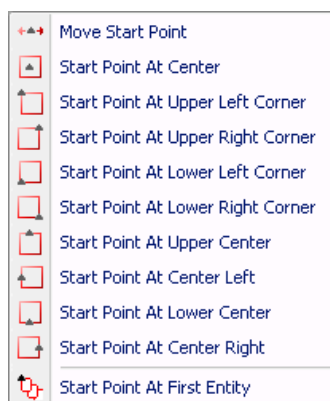 Move Start Point
Start Point At Center
Start Point At Upper Left Corner
Start Point At Upper Right Corner
Start Point At Lower Left Corner
Start Point At Lower Right Corner
Start Point At Upper Center
Start Point At Center Left
Start Point At Lower Center
Start Point At Center Right
Start Point At First Entity